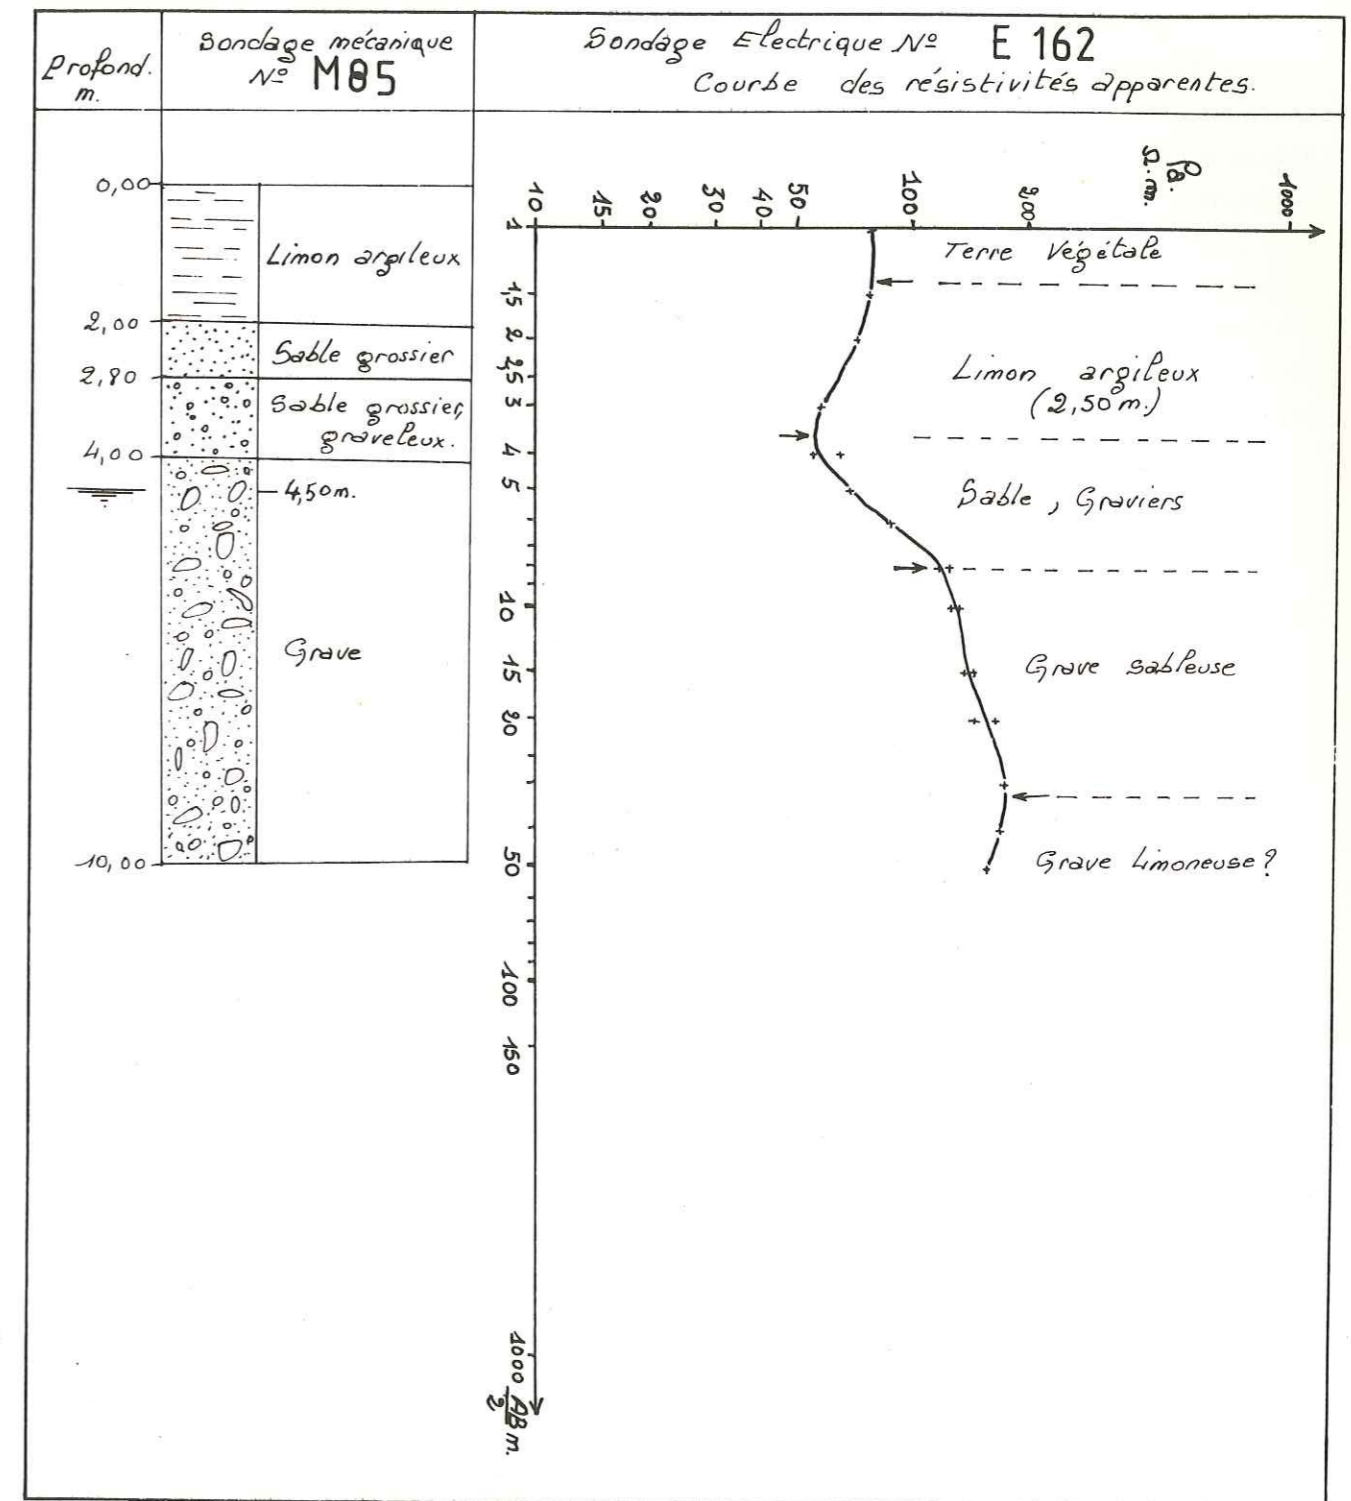 Profond.
m.
Sondage mécanique
Nº M85
Sondage Electrique Nº E 162
Courbe des résistivités apparentes.
0,00
2,00
2,80
4,00
10,00
Limon argileux
Sable grossier
Sable grossier,
graveleux.
4,50m.
Grave
10
15
20
30
40
50
100
200
1000
ρa.
Ω.m.
1
1,5
2
2,5
3
4
5
10
15
20
50
100
150
1000
AB/2 m.
Terre Végétale
Limon argileux
(2,50m.)
Sable, Graviers
Grave sableuse
Grave Limoneuse?